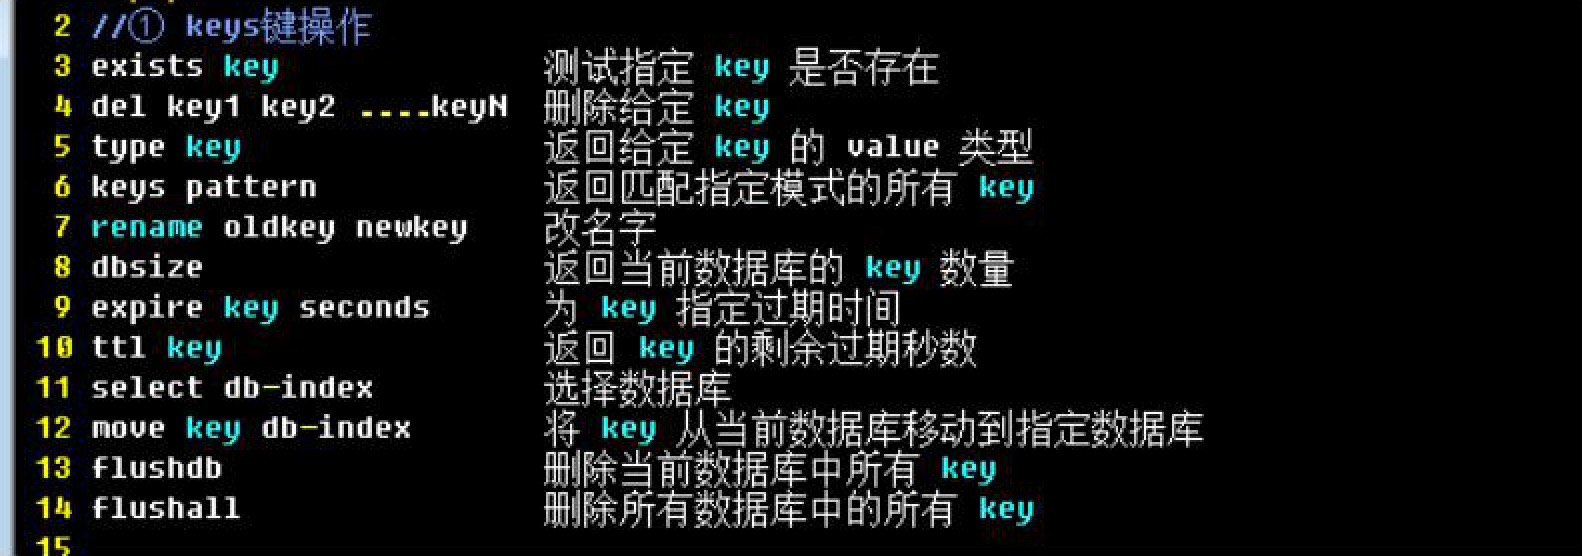 2 //① keys键操作
3 exists key 测试指定 key 是否存在
4 del key1 key2 ....keyN 删除给定 key
5 type key 返回给定 key 的 value 类型
6 keys pattern 返回匹配指定模式的所有 key
7 rename oldkey newkey 改名字
8 dbsize 返回当前数据库的 key 数量
9 expire key seconds 为 key 指定过期时间
10 ttl key 返回 key 的剩余过期秒数
11 select db-index 选择数据库
12 move key db-index 将 key 从当前数据库移动到指定数据库
13 flushdb 删除当前数据库中所有 key
14 flushall 删除所有数据库中的所有 key
15